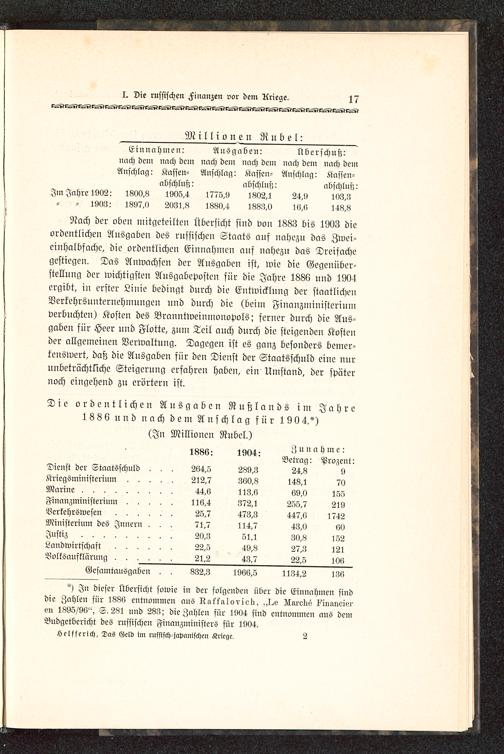 I. Die russischen Finanzen vor dem Kriege. 17
Millionen Rubel:
Einnahmen: Ausgaben: Überschuß:
nach dem nach dem nach dem nach dem nach dem nach dem
Anschlag: Kassen- Anschlag: Kassen- Anschlag: Kassen-
abschluß: abschluß: abschluß:
Im Jahre 1902: 1800,8 1905,4 1775,9 1802,1 24,9 103,3
" " 1903: 1897,0 2031,8 1880,4 1883,0 16,6 148,8
Nach der oben mitgeteilten Übersicht sind von 1883 bis 1903 die
ordentlichen Ausgaben des russischen Staats auf nahezu das Zwei-
einhalbfache, die ordentlichen Einnahmen auf nahezu das Dreifache
gestiegen. Das Anwachsen der Ausgaben ist, wie die Gegenüber-
stellung der wichtigsten Ausgabeposten für die Jahre 1886 und 1904
ergibt, in erster Linie bedingt durch die Entwicklung der staatlichen
Verkehrsunternehmungen und durch die (beim Finanzministerium
verbuchten) Kosten des Branntweinmonopols; ferner durch die Aus-
gaben für Heer und Flotte, zum Teil auch durch die steigenden Kosten
der allgemeinen Verwaltung. Dagegen ist es ganz besonders bemer-
kenswert, daß die Ausgaben für den Dienst der Staatsschuld eine nur
unbeträchtliche Steigerung erfahren haben, ein Umstand, der später
noch eingehend zu erörtern ist.
Die ordentlichen Ausgaben Rußlands im Jahre
1886 und nach dem Anschlag für 1904.*)
(In Millionen Rubel.)
1886: 1904: Zunahme:
Betrag: Prozent:
Dienst der Staatsschuld . . . 264,5 289,3 24,8 9
Kriegsministerium . . . . . 212,7 360,8 148,1 70
Marine . . . . . . . . 44,6 113,6 69,0 155
Finanzministerium . . . . . 116,4 372,1 255,7 219
Verkehrswesen . . . . . 25,7 473,3 447,6 1742
Ministerium des Innern . . . 71,7 114,7 43,0 60
Justiz . . . . . . . . 20,3 51,1 30,8 152
Landwirtschaft . . . . . . 22,5 49,8 27,3 121
Volksaufklärung . . . . . . 21,2 43,7 22,5 106
Gesamtausgaben . . 832,3 1966,5 1134,2 136
*) In dieser Übersicht sowie in der folgenden über die Einnahmen sind
die Zahlen für 1886 entnommen aus Raffalovich, „Le Marché Financier
en 1895/96“, S. 281 und 283; die Zahlen für 1904 sind entnommen aus dem
Budgetbericht des russischen Finanzministers für 1904.
Helfferich, Das Geld im russisch-japanischen Kriege. 2